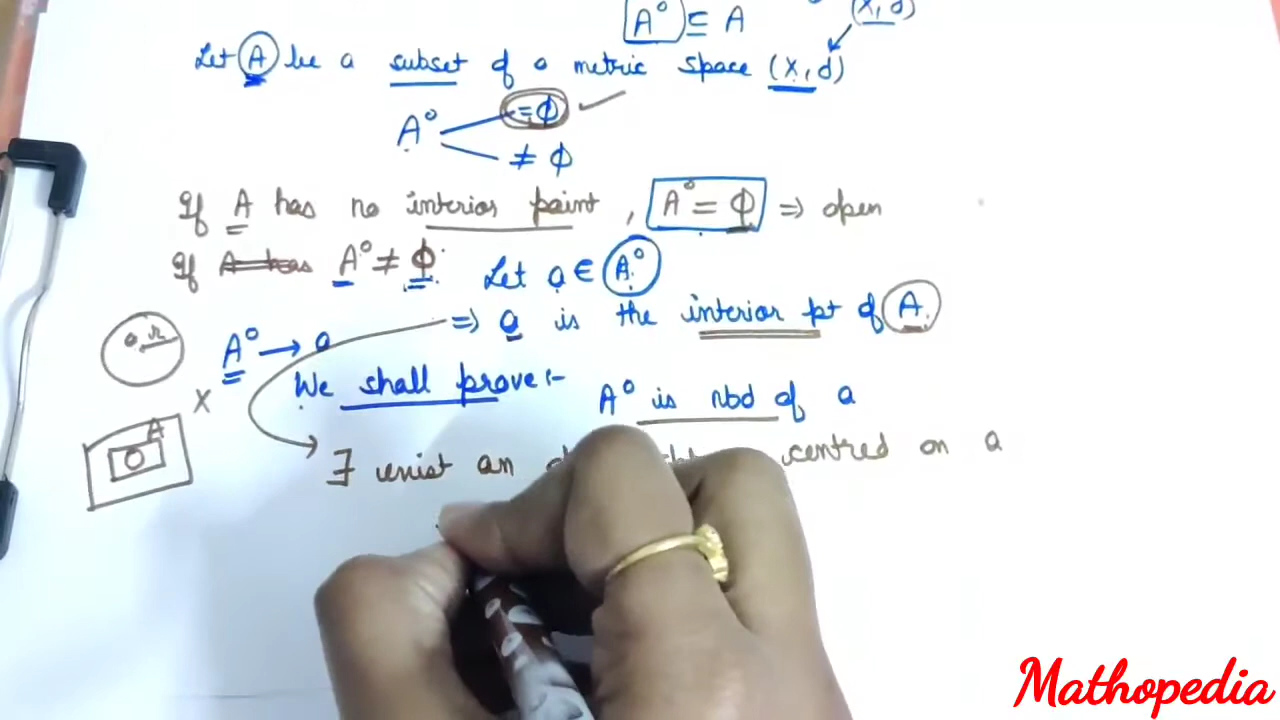 A° ⊆ A (X, d)
Let A be a subset of a metric space (X, d)
A° = ϕ
≠ ϕ
If A has no interior point , A° = ϕ ⇒ open
If A has A° ≠ ϕ. Let a ∈ A°
⇒ a is the interior pt of A.
o r
A° → a
We shall prove :- A° is nbd of a
X
A
∃ exist an centred on a
Mathopedia